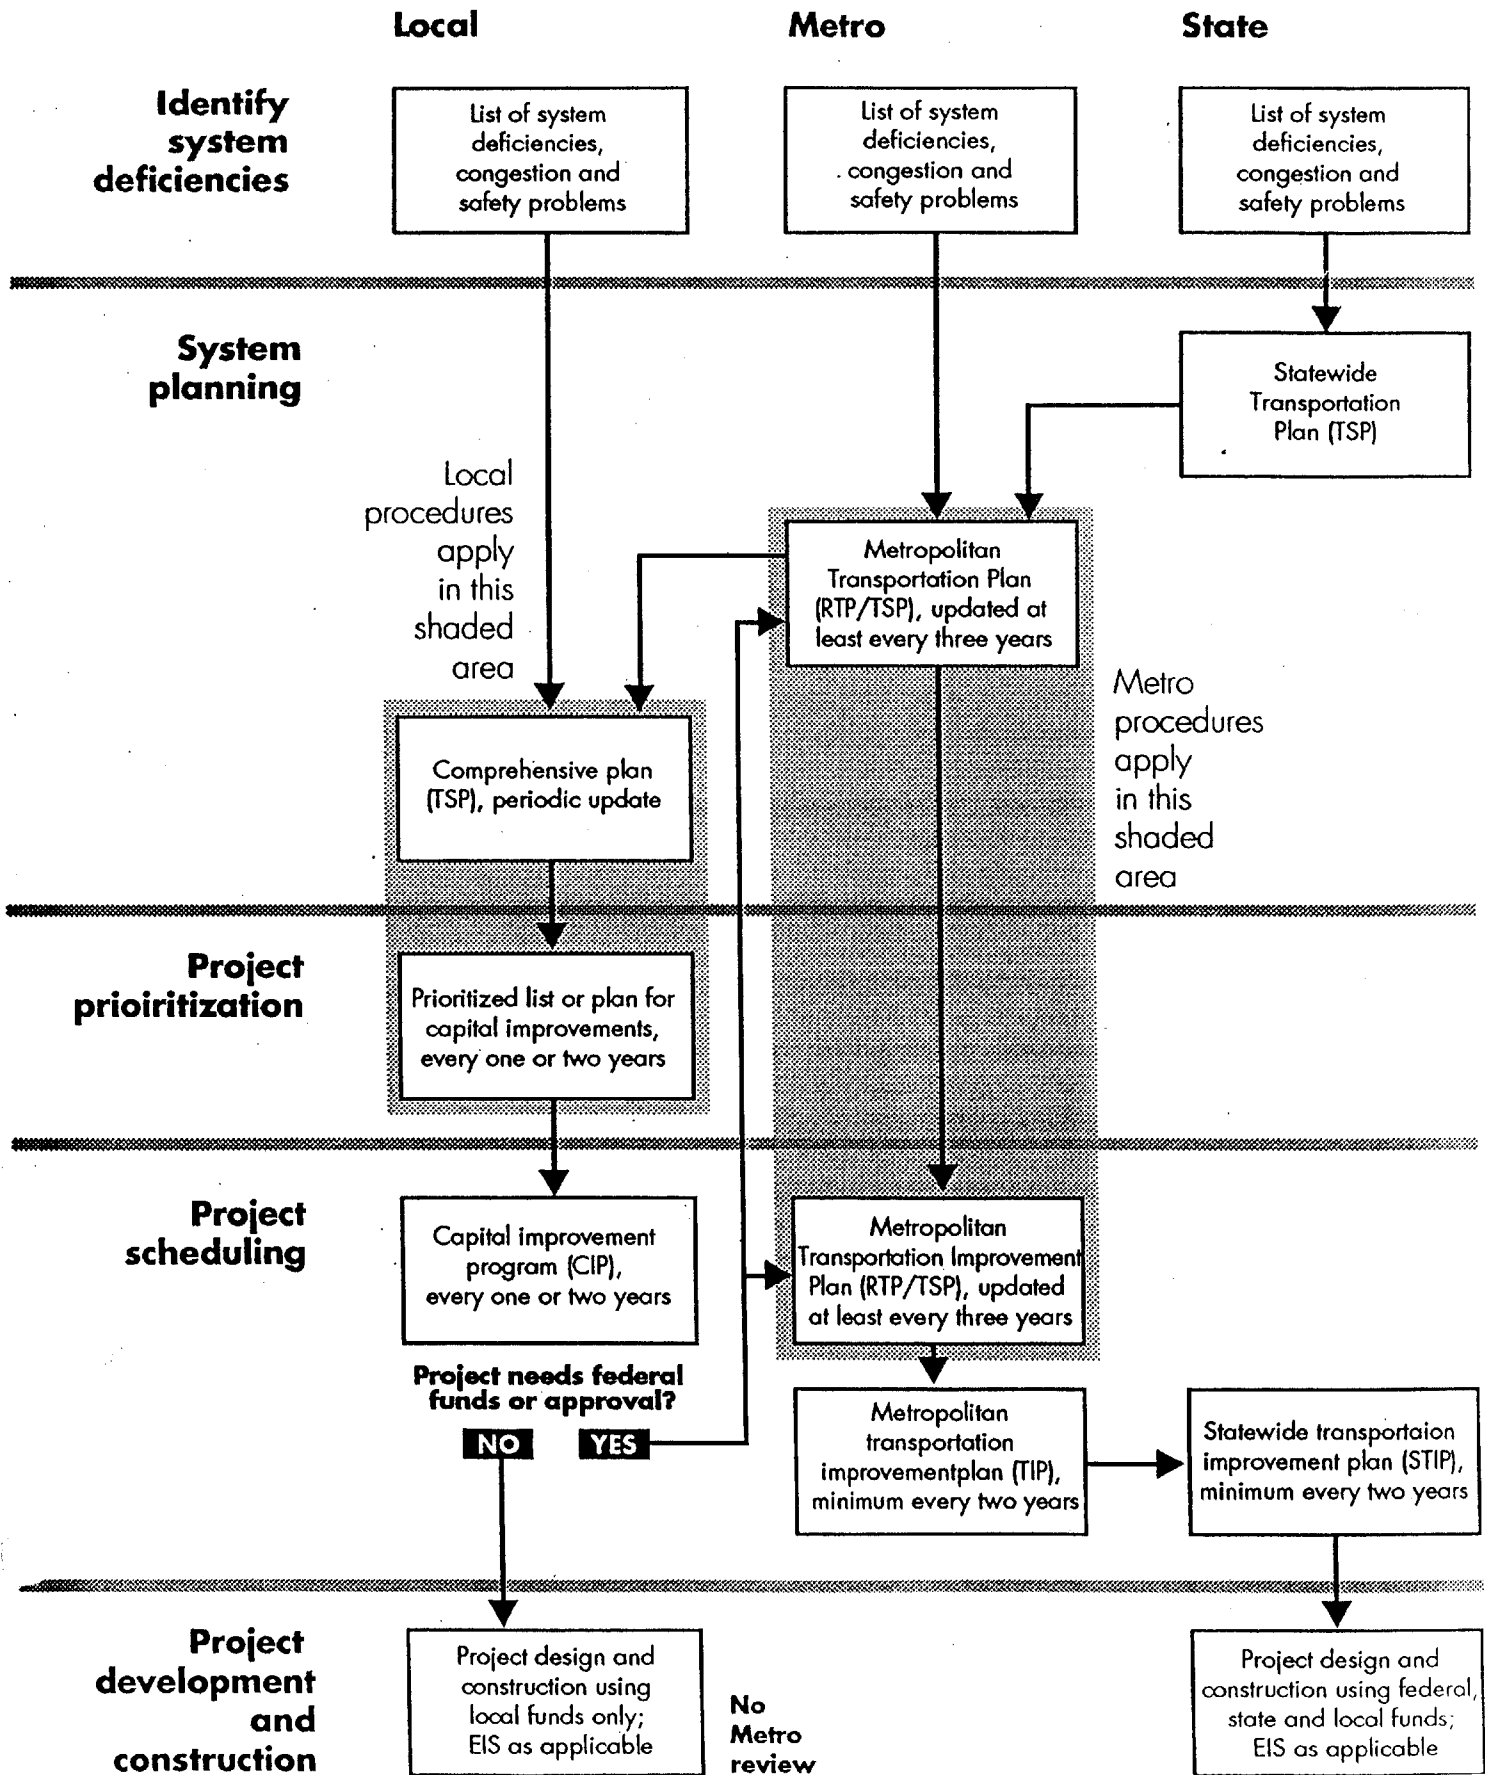 Local
Metro
State
Identify
system
deficiencies
List of system
deficiencies,
congestion and
safety problems
List of system
deficiencies,
congestion and
safety problems
List of system
deficiencies,
congestion and
safety problems
System
planning
Statewide
Transportation
Plan (TSP)
Local
procedures
apply
in this
shaded
area
Metropolitan
Transportation Plan
(RTP/TSP), updated at
least every three years
Metro
procedures
apply
in this
shaded
area
Comprehensive plan
(TSP), periodic update
Project
prioiritization
Prioritized list or plan for
capital improvements,
every one or two years
Project
scheduling
Capital improvement
program (CIP),
every one or two years
Metropolitan
Transportation Improvement
Plan (RTP/TSP), updated
at least every three years
Project needs federal
funds or approval?
NO
YES
Metropolitan
transportation
improvementplan (TIP),
minimum every two years
Statewide transportaion
improvement plan (STIP),
minimum every two years
Project
development
and
construction
Project design and
construction using
local funds only;
EIS as applicable
No
Metro
review
Project design and
construction using federal,
state and local funds;
EIS as applicable